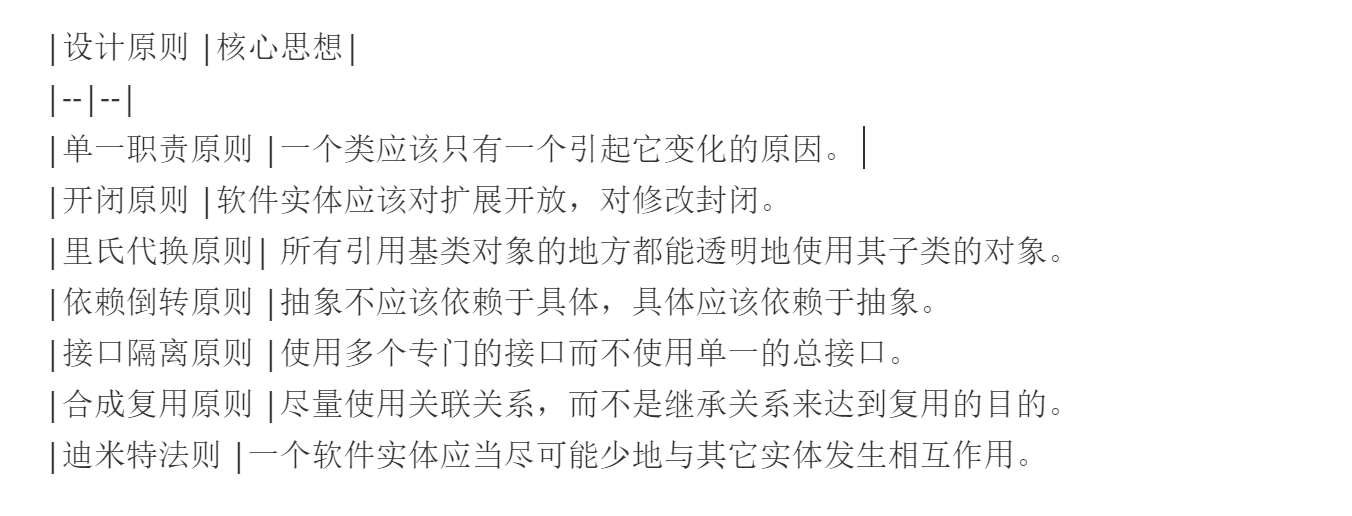 |设计原则 |核心思想|
|--|--|
|单一职责原则 |一个类应该只有一个引起它变化的原因。
|开闭原则 |软件实体应该对扩展开放，对修改封闭。
|里氏代换原则| 所有引用基类对象的地方都能透明地使用其子类的对象。
|依赖倒转原则 |抽象不应该依赖于具体，具体应该依赖于抽象。
|接口隔离原则 |使用多个专门的接口而不使用单一的总接口。
|合成复用原则 |尽量使用关联关系，而不是继承关系来达到复用的目的。
|迪米特法则 |一个软件实体应当尽可能少地与其它实体发生相互作用。